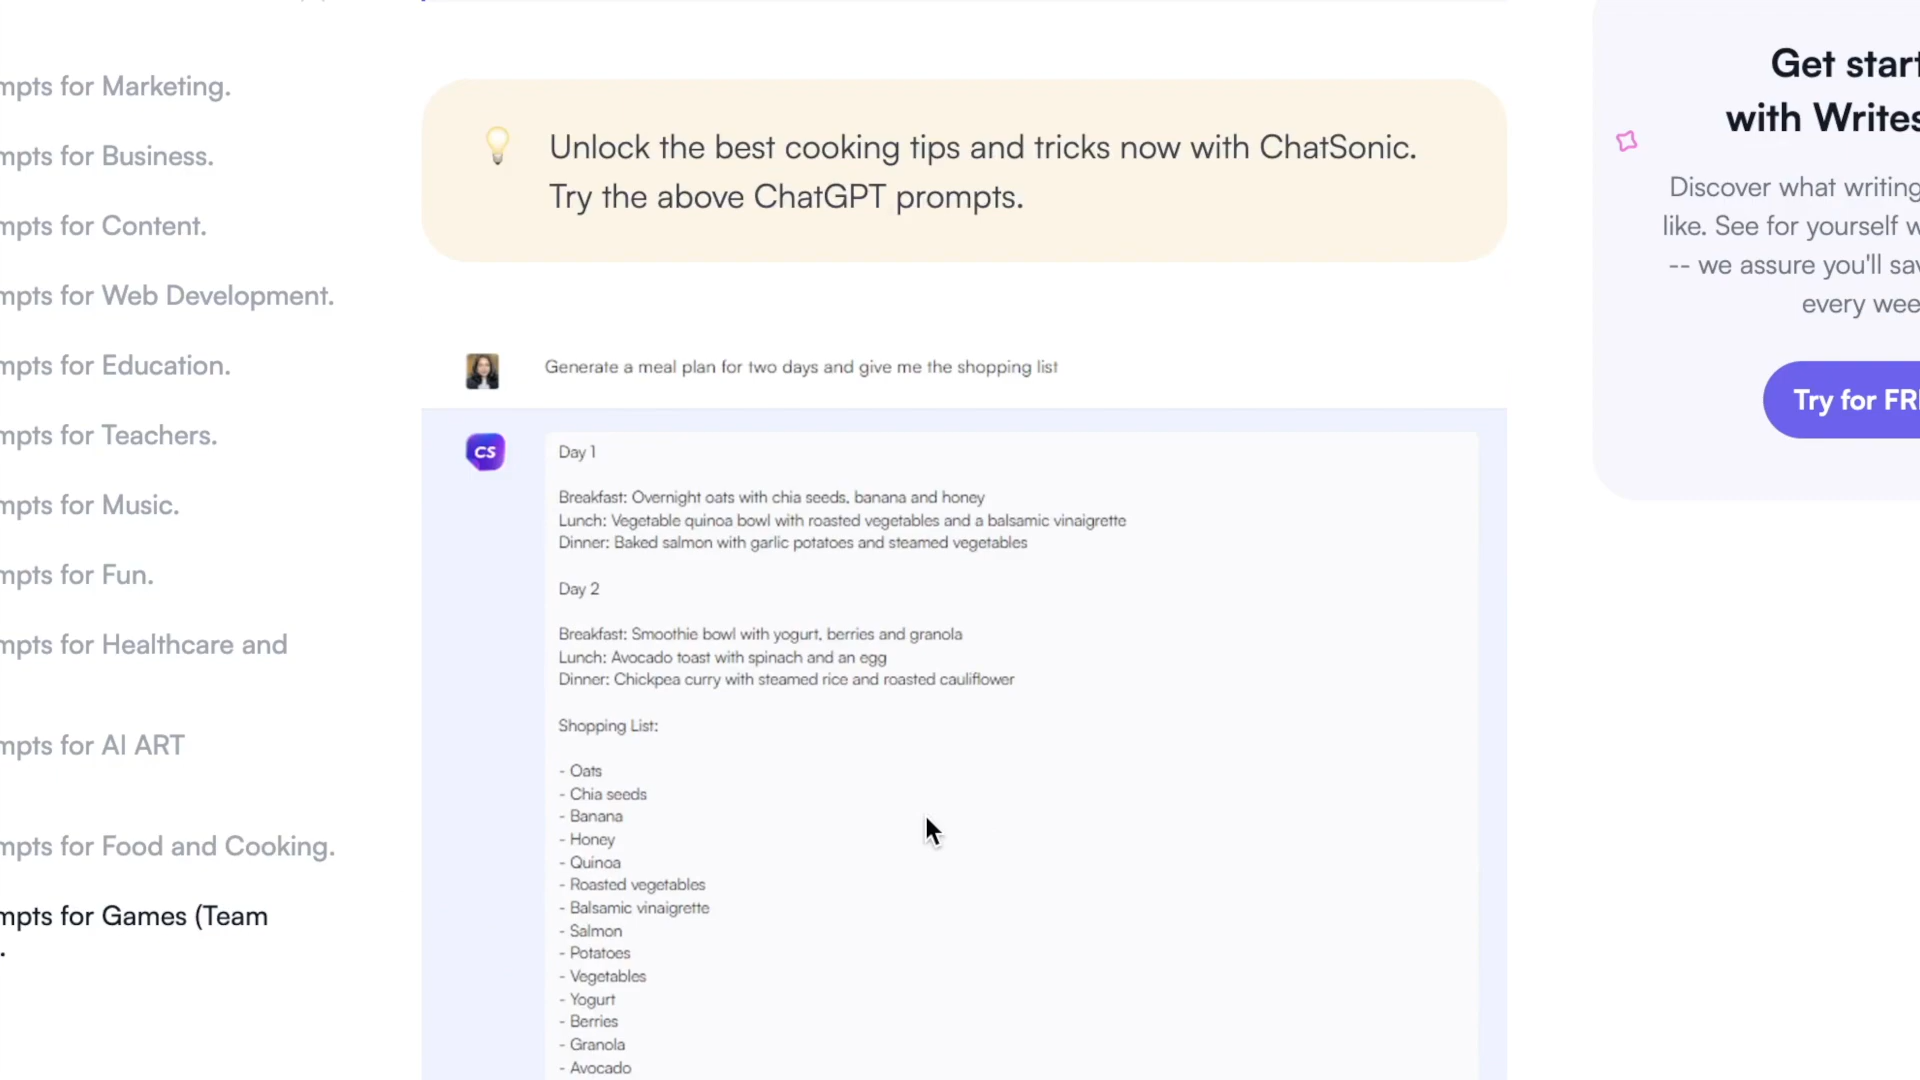 mpts for Marketing.
mpts for Business.
mpts for Content.
mpts for Web Development.
mpts for Education.
mpts for Teachers.
mpts for Music.
mpts for Fun.
mpts for Healthcare and
mpts for AI ART
mpts for Food and Cooking.
mpts for Games (Team
.
Unlock the best cooking tips and tricks now with ChatSonic.
Try the above ChatGPT prompts.
Generate a meal plan for two days and give me the shopping list
CS
Day 1
Breakfast: Overnight oats with chia seeds, banana and honey
Lunch: Vegetable quinoa bowl with roasted vegetables and a balsamic vinaigrette
Dinner: Baked salmon with garlic potatoes and steamed vegetables
Day 2
Breakfast: Smoothie bowl with yogurt, berries and granola
Lunch: Avocado toast with spinach and an egg
Dinner: Chickpea curry with steamed rice and roasted cauliflower
Shopping List:
- Oats
- Chia seeds
- Banana
- Honey
- Quinoa
- Roasted vegetables
- Balsamic vinaigrette
- Salmon
- Potatoes
- Vegetables
- Yogurt
- Berries
- Granola
- Avocado
Get start
with Writes
Discover what writing
like. See for yourself w
-- we assure you'll sav
every wee
Try for FR